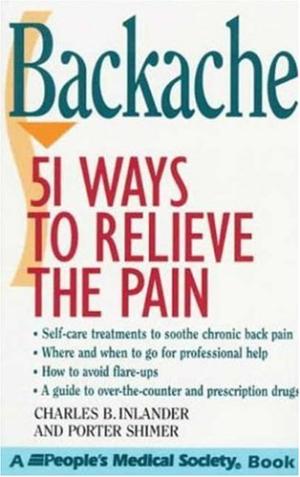 Backache
51 WAYS
TO RELIEVE
THE PAIN
• Self-care treatments to soothe chronic back pain
• Where and when to go for professional help
• How to avoid flare-ups
• A guide to over-the-counter and prescription drugs
CHARLES B. INLANDER
AND PORTER SHIMER
A People's Medical Society® Book